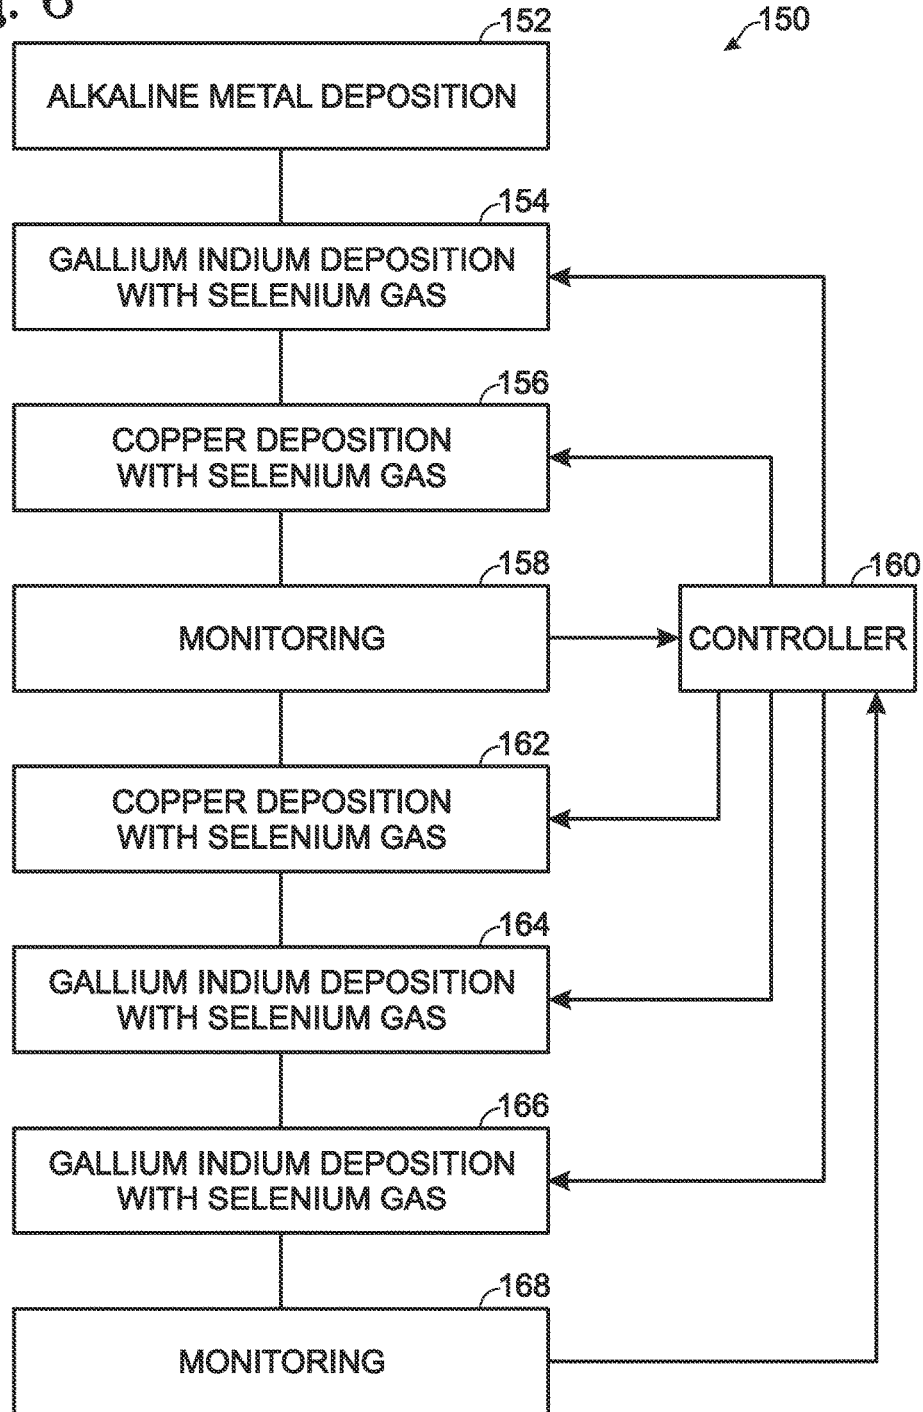 6
152
150
ALKALINE METAL DEPOSITION
154
GALLIUM INDIUM DEPOSITION
WITH SELENIUM GAS
156
COPPER DEPOSITION
WITH SELENIUM GAS
158
160
MONITORING
CONTROLLER
162
COPPER DEPOSITION
WITH SELENIUM GAS
164
GALLIUM INDIUM DEPOSITION
WITH SELENIUM GAS
166
GALLIUM INDIUM DEPOSITION
WITH SELENIUM GAS
168
MONITORING